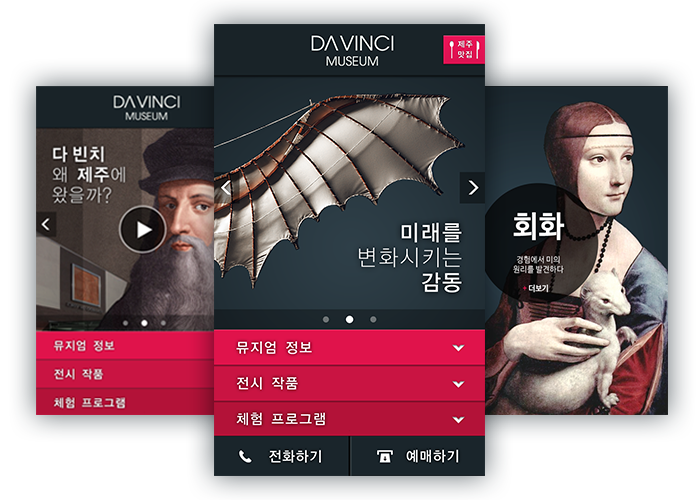 DAVINCI
MUSEUM
다 빈치
왜 제주에
왔을까?
뮤지엄 정보
전시 작품
체험 프로그램
DAVINCI
MUSEUM
제주
맛집
미래를
변화시키는
감동
뮤지엄 정보
전시 작품
체험 프로그램
전화하기
예매하기
회화
경험에서 미의
원리를 발견하다
더보기